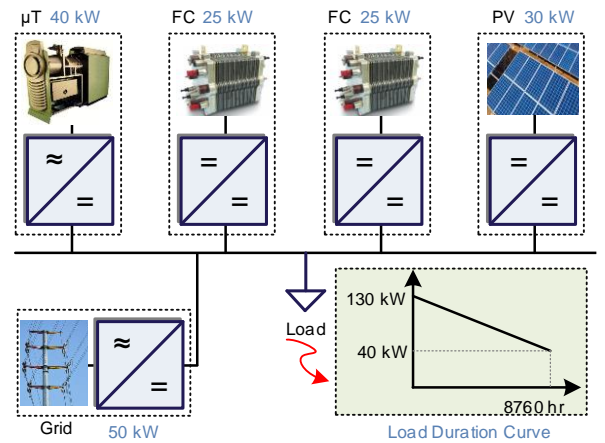 µT 40 kW
FC 25 kW
FC 25 kW
PV 30 kW
≈
=
=
=
=
=
=
=
Load
130 kW
40 kW
8760 hr
≈
=
Grid
50 kW
Load Duration Curve